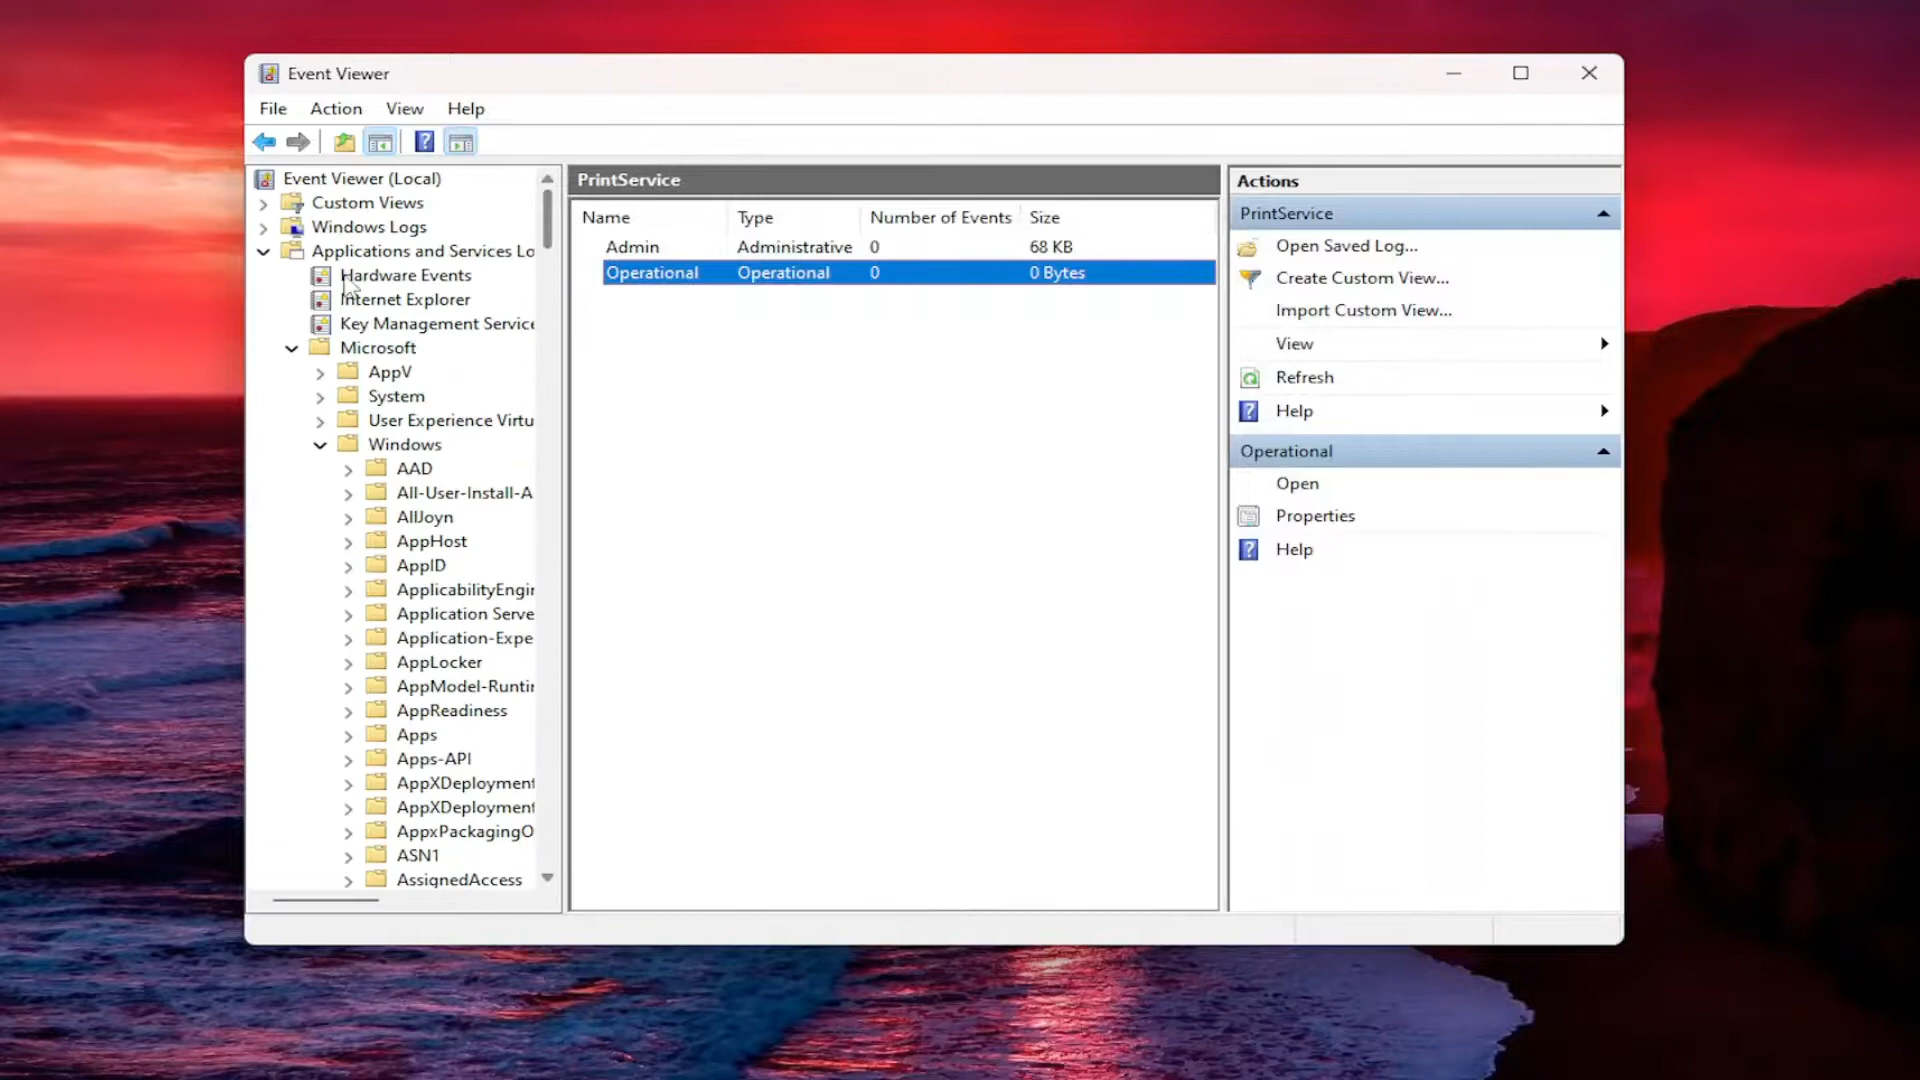 Event Viewer
File Action View Help
Event Viewer (Local)
Custom Views
Windows Logs
Applications and Services Lo
Hardware Events
Internet Explorer
Key Management Service
Microsoft
AppV
System
User Experience Virtu
Windows
AAD
All-User-Install-A
AllJoyn
AppHost
AppID
ApplicabilityEngin
Application Serve
Application-Expe
AppLocker
AppModel-Runtin
AppReadiness
Apps
Apps-API
AppXDeployment
AppXDeployment
AppxPackagingO
ASN1
AssignedAccess
PrintService
Name Type Number of Events Size
Admin Administrative 0 68 KB
Operational Operational 0 0 Bytes
Actions
PrintService
Open Saved Log...
Create Custom View...
Import Custom View...
View
Refresh
Help
Operational
Open
Properties
Help